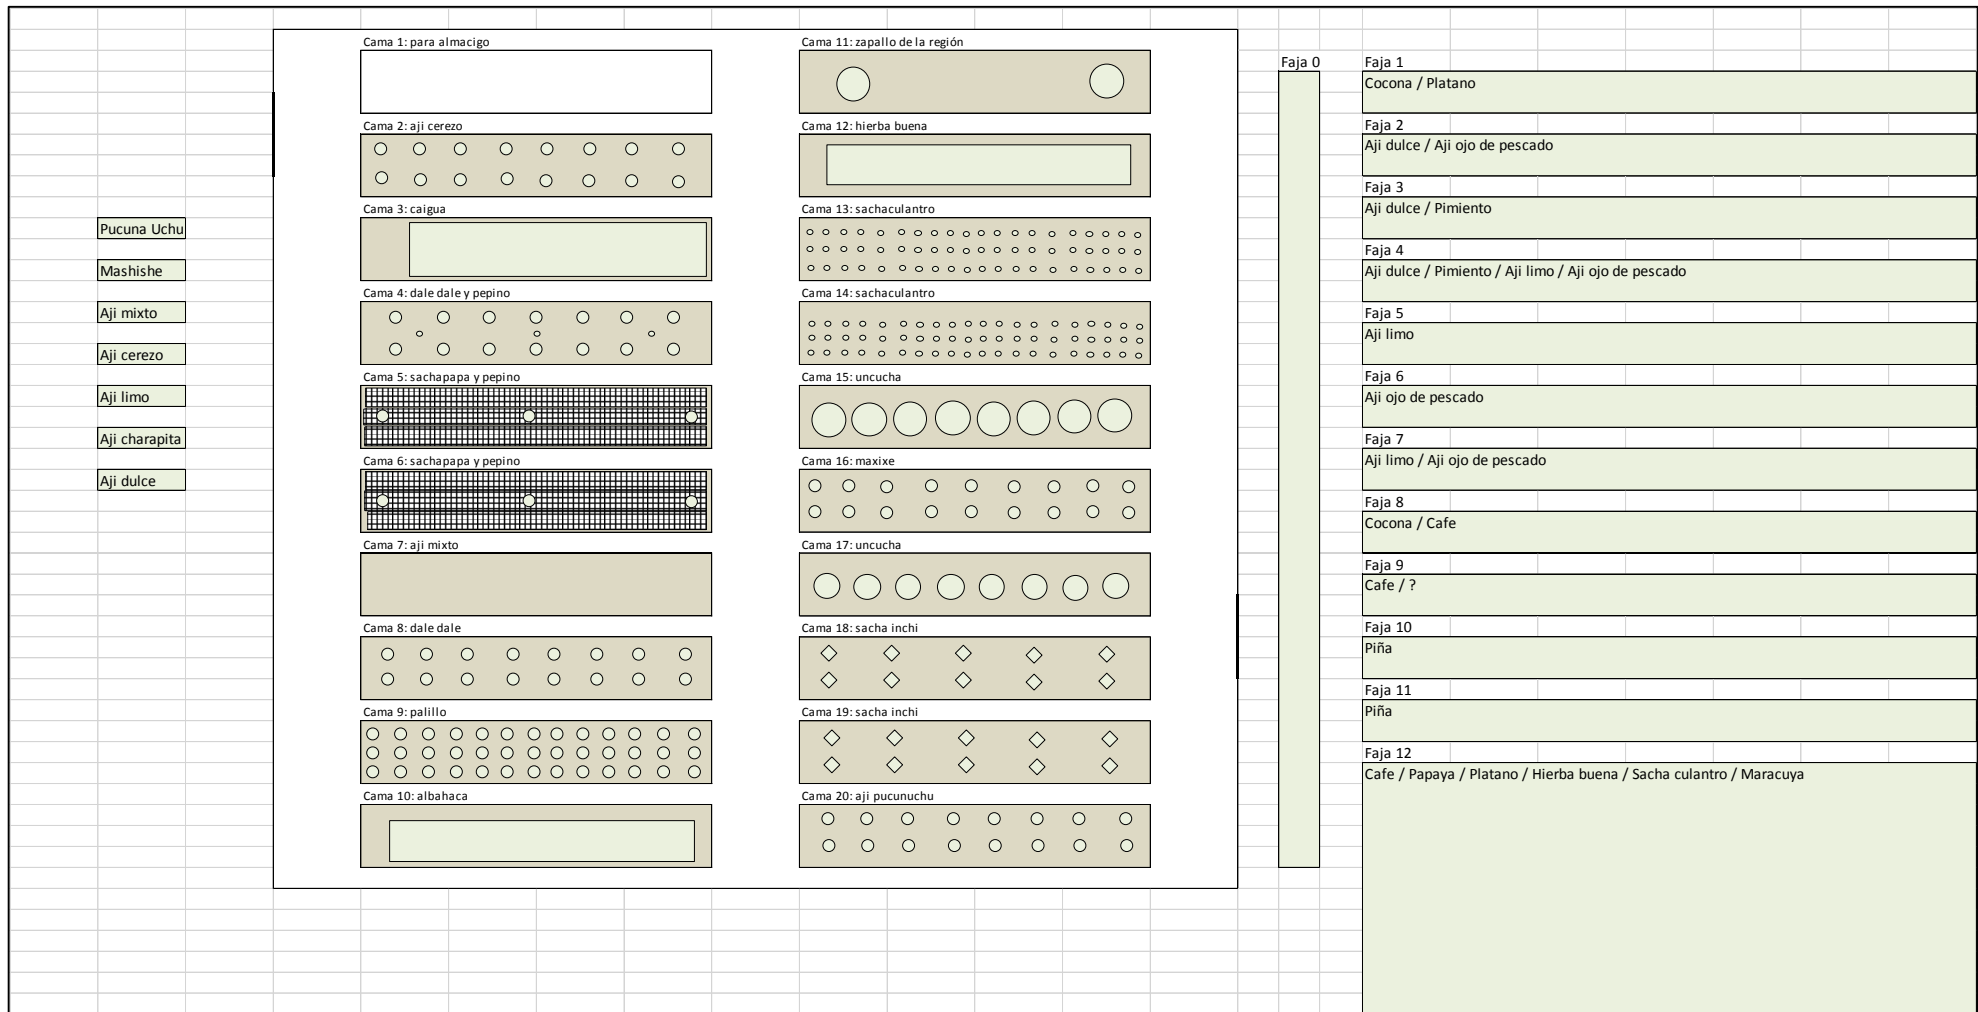 Pucuna Uchu
Mashishe
Aji mixto
Aji cerezo
Aji limo
Aji charapita
Aji dulce
Cama 1: para almacigo
Cama 2: aji cerezo
Cama 3: caigua
Cama 4: dale dale y pepino
Cama 5: sachapapa y pepino
Cama 6: sachapapa y pepino
Cama 7: aji mixto
Cama 8: dale dale
Cama 9: palillo
Cama 10: albahaca
Cama 11: zapallo de la región
Cama 12: hierba buena
Cama 13: sachaculantro
Cama 14: sachaculantro
Cama 15: uncucha
Cama 16: maxixe
Cama 17: uncucha
Cama 18: sacha inchi
Cama 19: sacha inchi
Cama 20: aji pucunuchu
Faja 0
Faja 1
Cocona / Platano
Faja 2
Aji dulce / Aji ojo de pescado
Faja 3
Aji dulce / Pimiento
Faja 4
Aji dulce / Pimiento / Aji limo / Aji ojo de pescado
Faja 5
Aji limo
Faja 6
Aji ojo de pescado
Faja 7
Aji limo / Aji ojo de pescado
Faja 8
Cocona / Cafe
Faja 9
Cafe / ?
Faja 10
Piña
Faja 11
Piña
Faja 12
Cafe / Papaya / Platano / Hierba buena / Sacha culantro / Maracuya